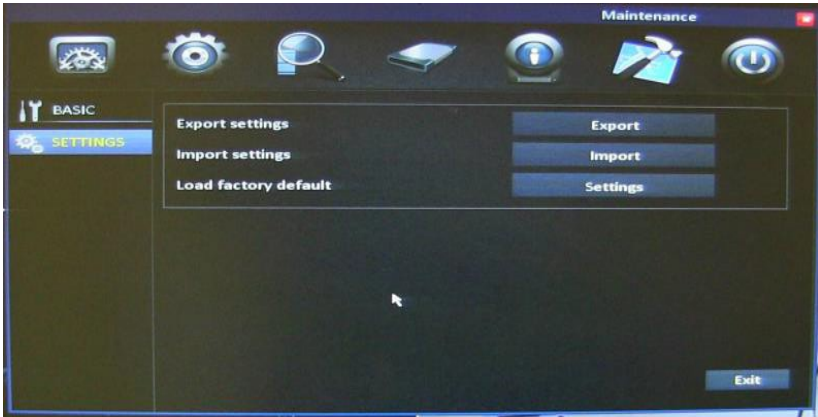 Maintenance
BASIC
SETTINGS
Export settings
Export
Import settings
Import
Load factory default
Settings
Exit